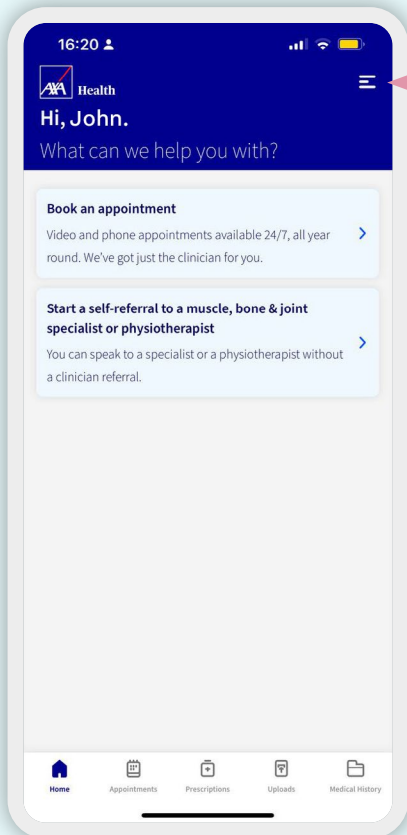 16:20
AXA Health
Hi, John.
What can we help you with?
Book an appointment
Video and phone appointments available 24/7, all year
round. We've got just the clinician for you.
Start a self-referral to a muscle, bone & joint
specialist or physiotherapist
You can speak to a specialist or a physiotherapist without
a clinician referral.
Home Appointments Prescriptions Uploads Medical History